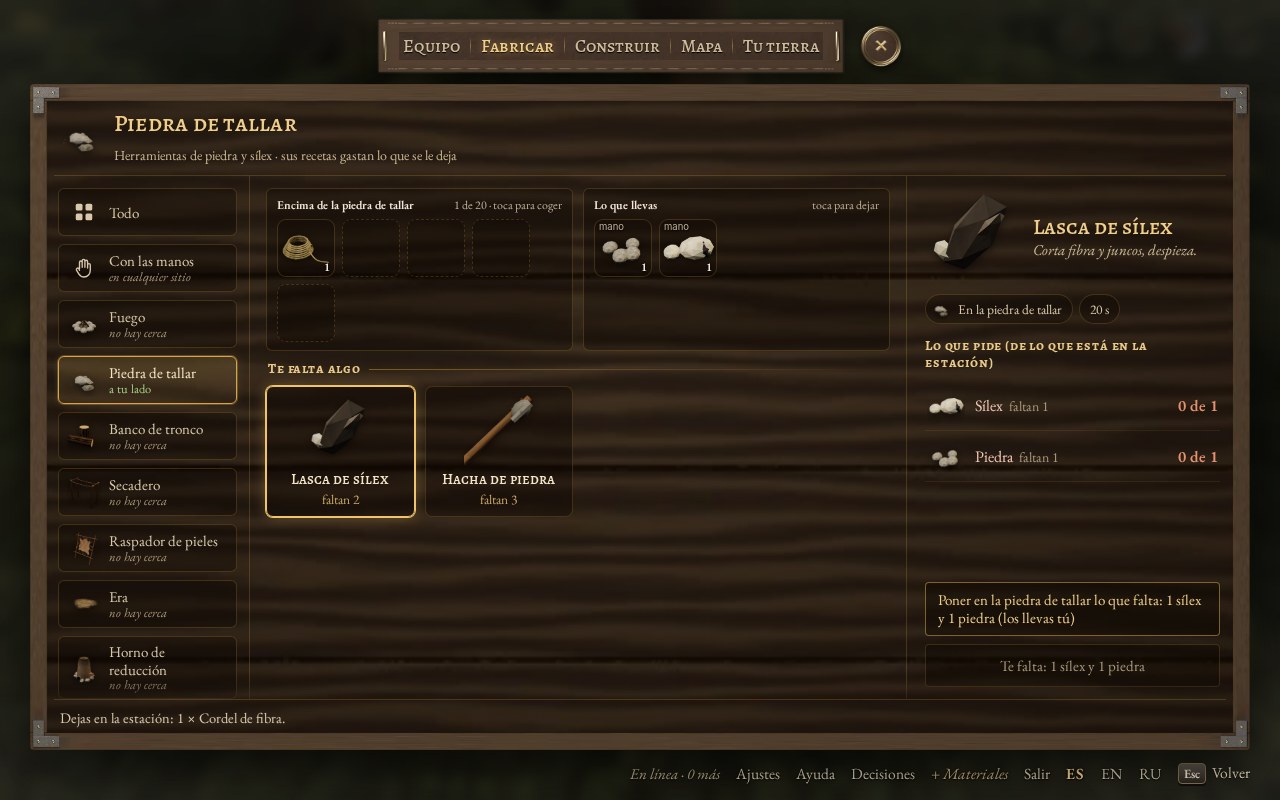 Equipo
Fabricar
Construir
Mapa
Tu tierra
Piedra de tallar
Herramientas de piedra y sílex · sus recetas gastan lo que se le deja
Todo
Con las manos
en cualquier sitio
Fuego
no hay cerca
Piedra de tallar
a tu lado
Banco de tronco
no hay cerca
Secadero
no hay cerca
Raspador de pieles
no hay cerca
Era
no hay cerca
Horno de
reducción
no hay cerca
Encima de la piedra de tallar
1 de 20 · toca para coger
1
Lo que llevas
toca para dejar
mano
1
mano
1
Te falta algo
Lasca de sílex
faltan 2
Hacha de piedra
faltan 3
Lasca de sílex
Corta fibra y juncos, despieza.
En la piedra de tallar
20 s
Lo que pide (de lo que está en la
estación)
Sílex faltan 1
0 de 1
Piedra faltan 1
0 de 1
Poner en la piedra de tallar lo que falta: 1 sílex
y 1 piedra (los llevas tú)
Te falta: 1 sílex y 1 piedra
Dejas en la estación: 1 × Cordel de fibra.
En línea · 0 más
Ajustes
Ayuda
Decisiones
+ Materiales
Salir
ES
EN
RU
Esc
Volver